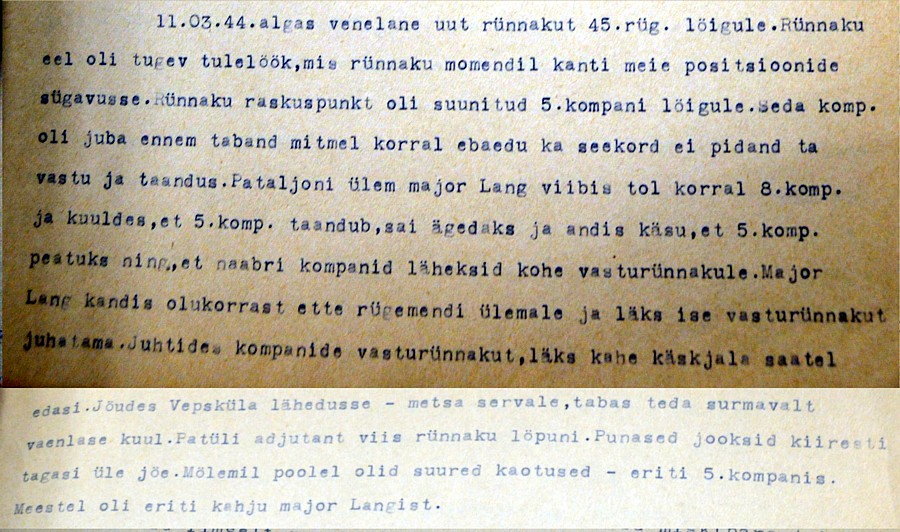 11.03.44.algas venelane uut rünnakut 45.rüg. lõigule.Rünnaku
eel oli tugev tulelöök,mis rünnaku momendil kanti meie positsioonide
sügavusse.Rünnaku raskuspunkt oli suunitud 5.kompani lõigule.Seda komp.
oli juba ennem taband mitmel korral ebaedu ka seekord ei pidand ta
vastu ja taandus.Pataljoni ülem major Lang viibis tol korral 8.komp.
ja kuuldes,et 5.komp. taandub,sai ägedaks ja andis käsu,et 5.komp.
peatuks ning,et naabri kompanid läheksid kohe vasturünnakule.Major
Lang kandis olukorrast ette rügemendi ülemale ja läks ise vasturünnakut
juhatama.Juhtides kompanide vasturünnakut,läks kahe käskjala saatel
edasi.Jõudes Vepsküla lähedusse - metsa servale,tabas teda surmavalt
vaenlase kuul.Patüli adjutant viis rünnaku lõpuni.Punased jooksid kiiresti
tagasi üle jõe.Mõlemil poolel olid suured kaotused - eriti 5.kompanis.
Meestel oli eriti kahju major Langist.